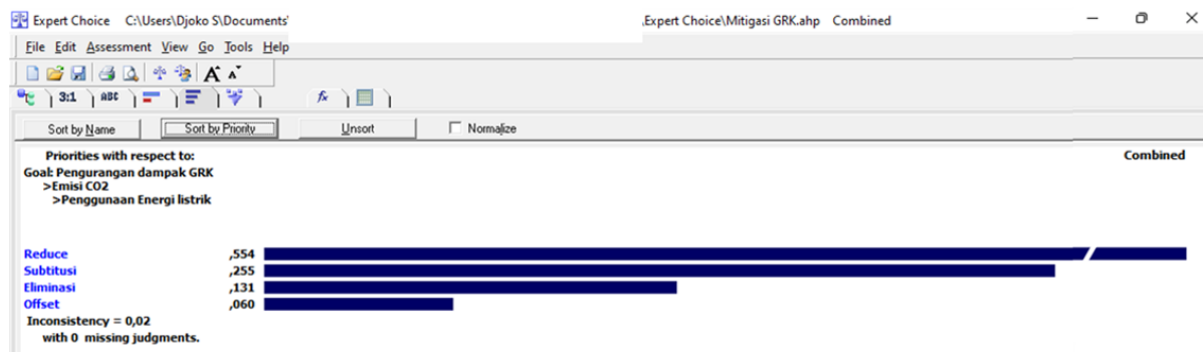 Expert Choice C:\Users\Djoko S\Documents' .Expert Choice\Mitigasi GRK.ahp Combined
File Edit Assessment View Go Tools Help
A A
3:1 ABC fx
Sort by Name Sort by Priority Unsort Normalize
Priorities with respect to: Combined
Goal: Pengurangan dampak GRK
>Emisi CO2
>Penggunaan Energi listrik
Reduce ,554
Subtitusi ,255
Eliminasi ,131
Offset ,060
Inconsistency = 0,02
with 0 missing judgments.